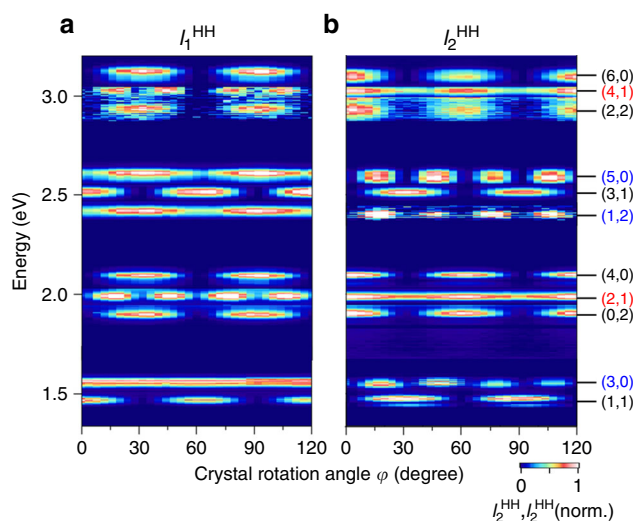 a
I₁ᴴᴴ
b
I₂ᴴᴴ
3.0
2.5
2.0
1.5
Energy (eV)
(6,0)
(4,1)
(2,2)
(5,0)
(3,1)
(1,2)
(4,0)
(2,1)
(0,2)
(3,0)
(1,1)
0 30 60 90 120 0 30 60 90 120
Crystal rotation angle φ (degree)
0 1
I₂ᴴᴴ,I₂ᴴᴴ(norm.)